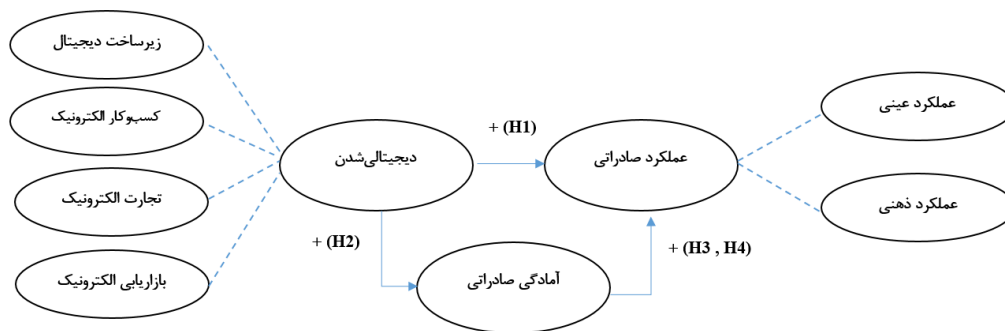 زیرساخت دیجیتال
کسب‌وکار الکترونیک
تجارت الکترونیک
بازاریابی الکترونیک
دیجیتالی‌شدن
+ (H1)
+ (H2)
آمادگی صادراتی
+ (H3 , H4)
عملکرد صادراتی
عملکرد عینی
عملکرد ذهنی